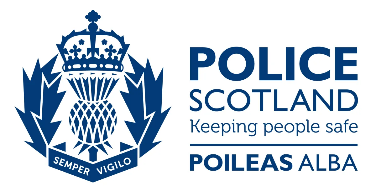 SEMPER VIGILO
POLICE
SCOTLAND
Keeping people safe
POILEAS ALBA